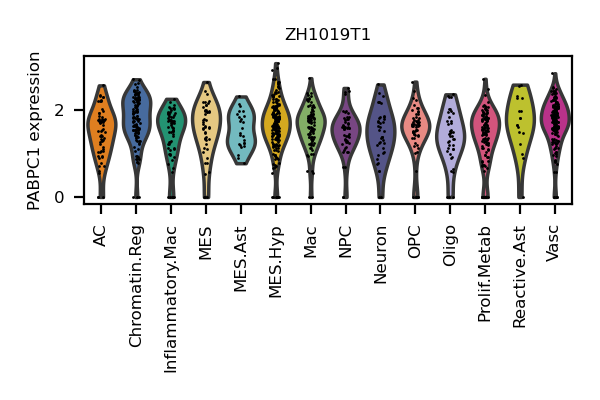 ZH1019T1
PABPC1 expression
2
0
AC
Chromatin.Reg
Inflammatory.Mac
MES
MES.Ast
MES.Hyp
Mac
NPC
Neuron
OPC
Oligo
Prolif.Metab
Reactive.Ast
Vasc